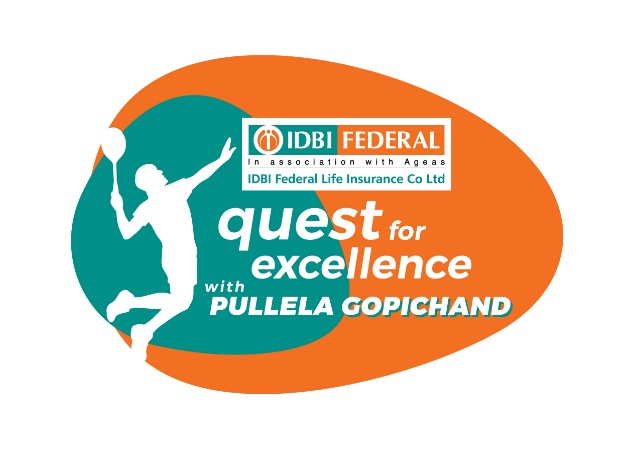 IDBI FEDERAL
In association with Ageas
IDBI Federal Life Insurance Co Ltd
quest for
excellence
with
PULLELA GOPICHAND